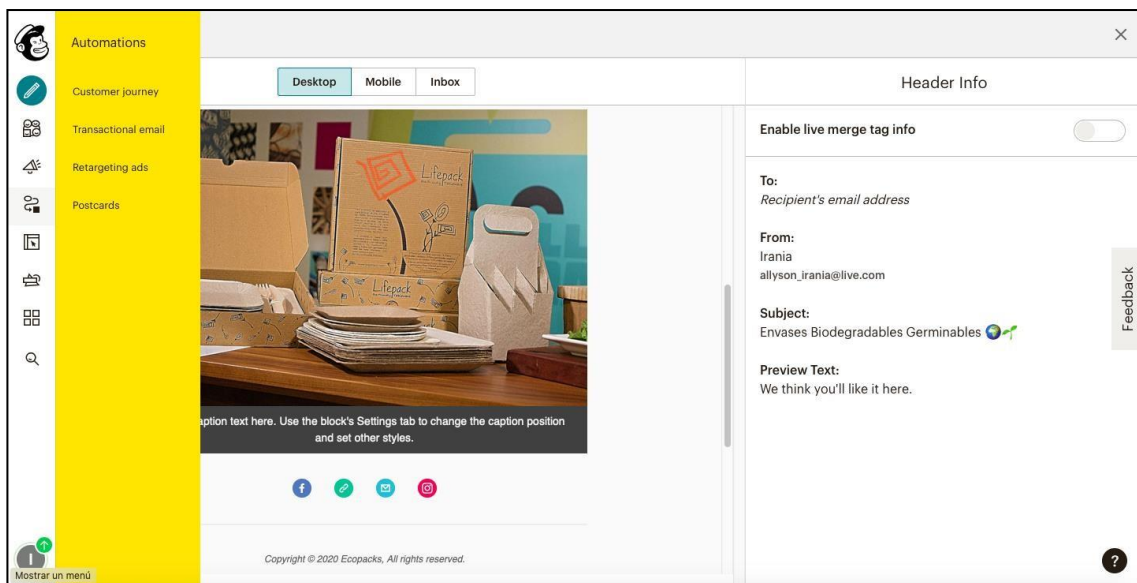 Automations
Customer journey
Transactional email
Retargeting ads
Postcards
Mostrar un menú
I
Desktop
Mobile
Inbox
Lifepack
Lifepack
aption text here. Use the block's Settings tab to change the caption position
and set other styles.
Copyright © 2020 Ecopacks, All rights reserved.
Header Info
Enable live merge tag info
To:
Recipient's email address
From:
Irania
allyson_irania@live.com
Subject:
Envases Biodegradables Germinables 🌍🌱
Preview Text:
We think you'll like it here.
Feedback
?